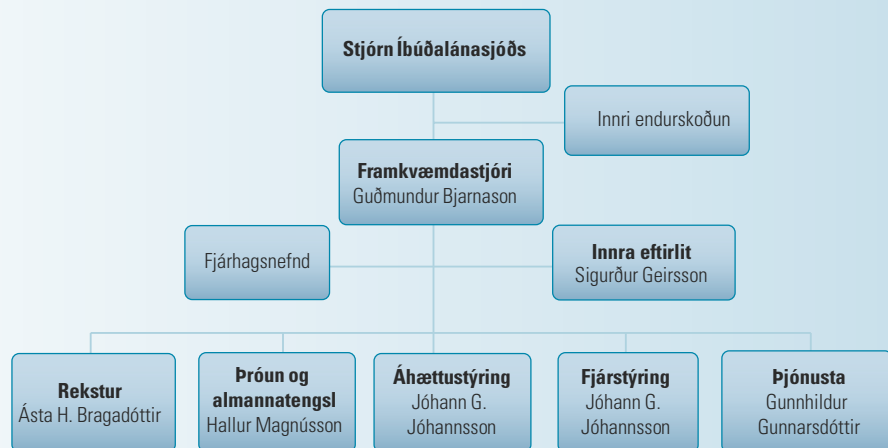 Stjórn Íbúðalánasjóðs
Innri endurskoðun
Framkvæmdastjóri
Guðmundur Bjarnason
Fjárhagsnefnd
Innra eftirlit
Sigurður Geirsson
Rekstur
Ásta H. Bragadóttir
Þróun og
almannatengsl
Hallur Magnússon
Áhættustýring
Jóhann G.
Jóhannsson
Fjárstýring
Jóhann G.
Jóhannsson
Þjónusta
Gunnhildur
Gunnarsdóttir